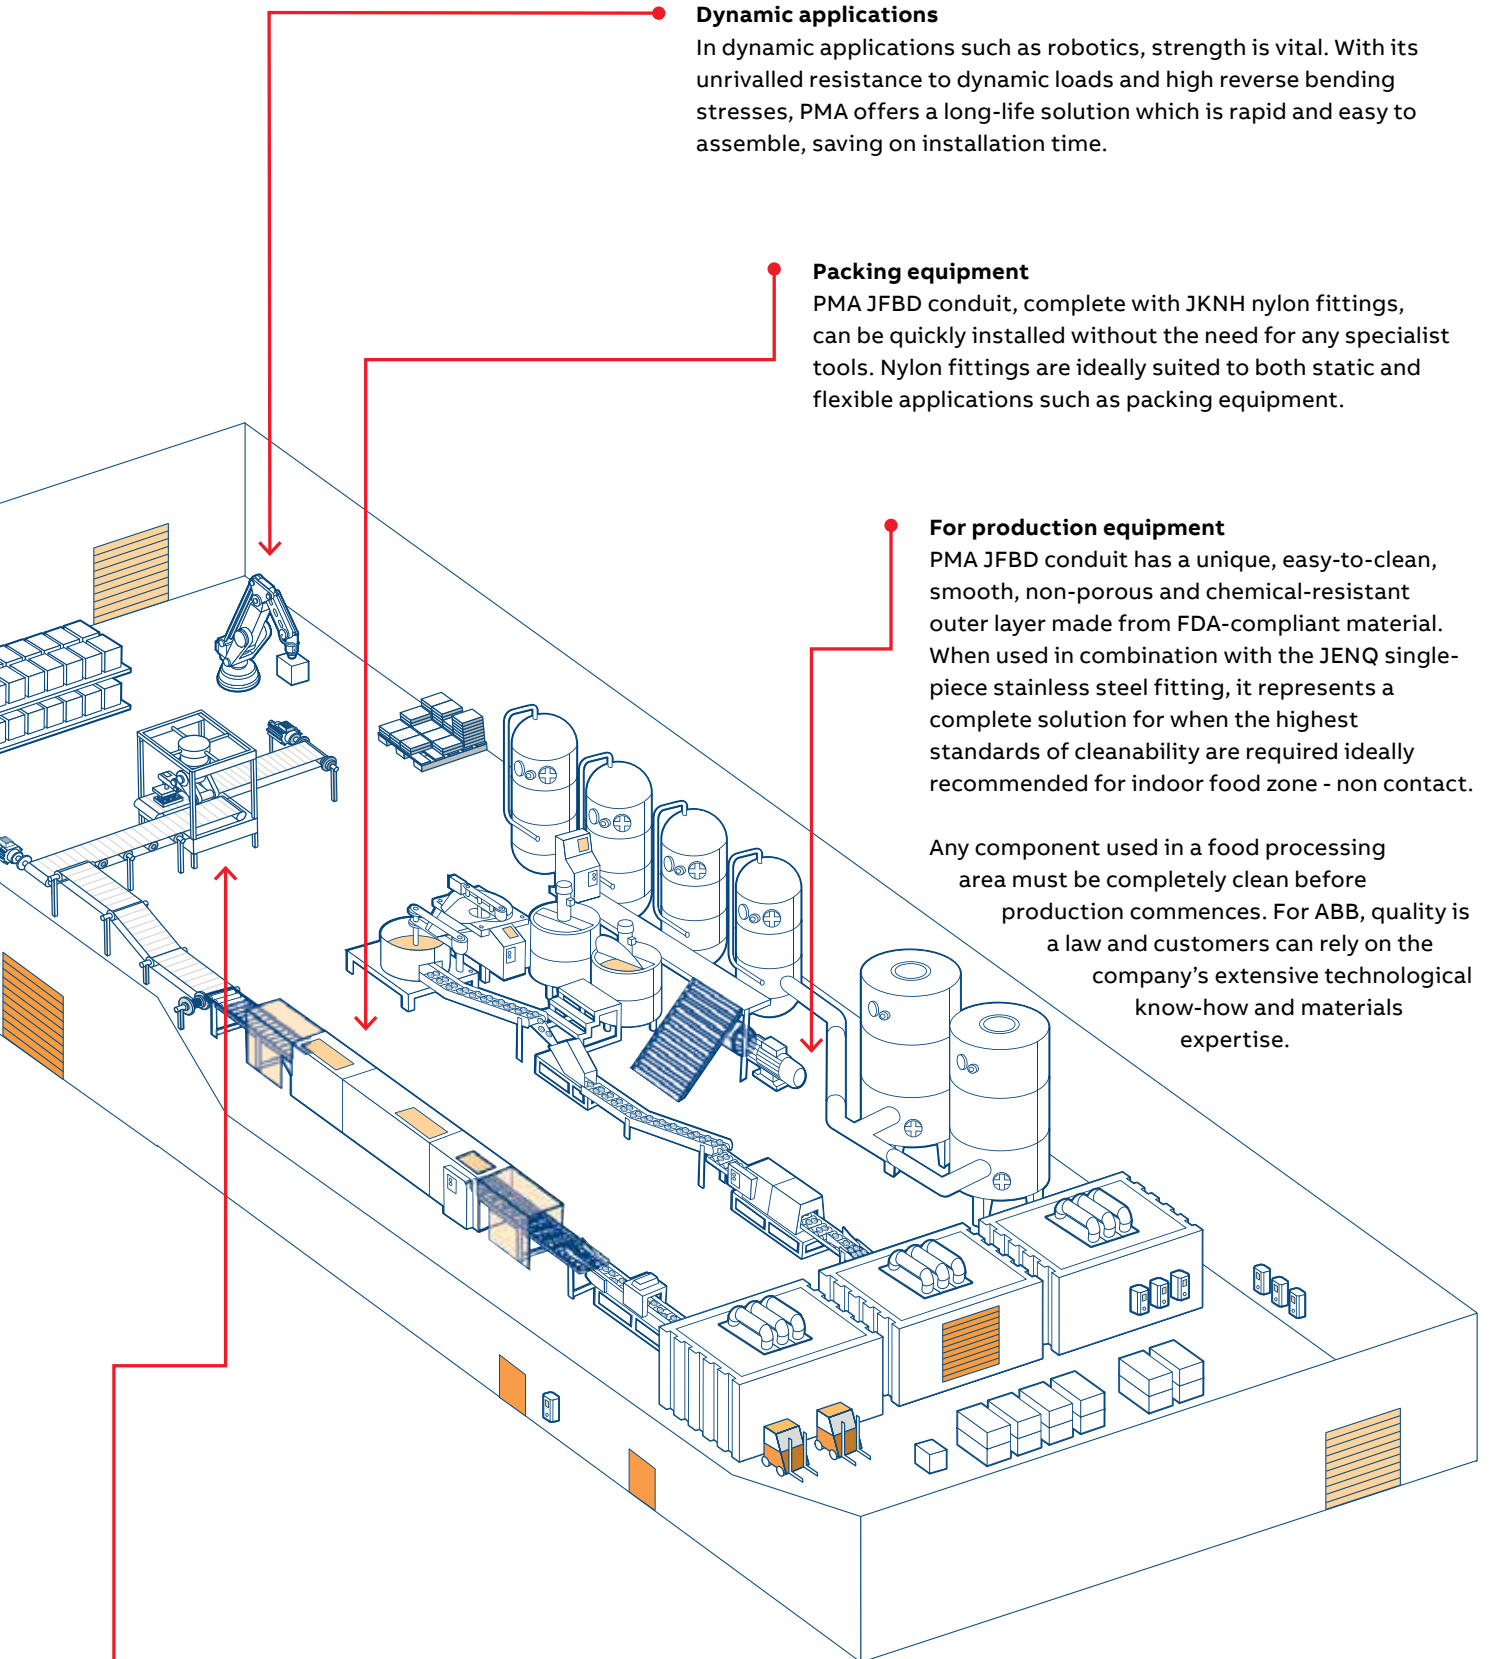 Dynamic applications
In dynamic applications such as robotics, strength is vital. With its
unrivalled resistance to dynamic loads and high reverse bending
stresses, PMA offers a long-life solution which is rapid and easy to
assemble, saving on installation time.
Packing equipment
PMA JFBD conduit, complete with JKNH nylon fittings,
can be quickly installed without the need for any specialist
tools. Nylon fittings are ideally suited to both static and
flexible applications such as packing equipment.
For production equipment
PMA JFBD conduit has a unique, easy-to-clean,
smooth, non-porous and chemical-resistant
outer layer made from FDA-compliant material.
When used in combination with the JENQ single-
piece stainless steel fitting, it represents a
complete solution for when the highest
standards of cleanability are required ideally
recommended for indoor food zone - non contact.
Any component used in a food processing
area must be completely clean before
production commences. For ABB, quality is
a law and customers can rely on the
company’s extensive technological
know-how and materials
expertise.